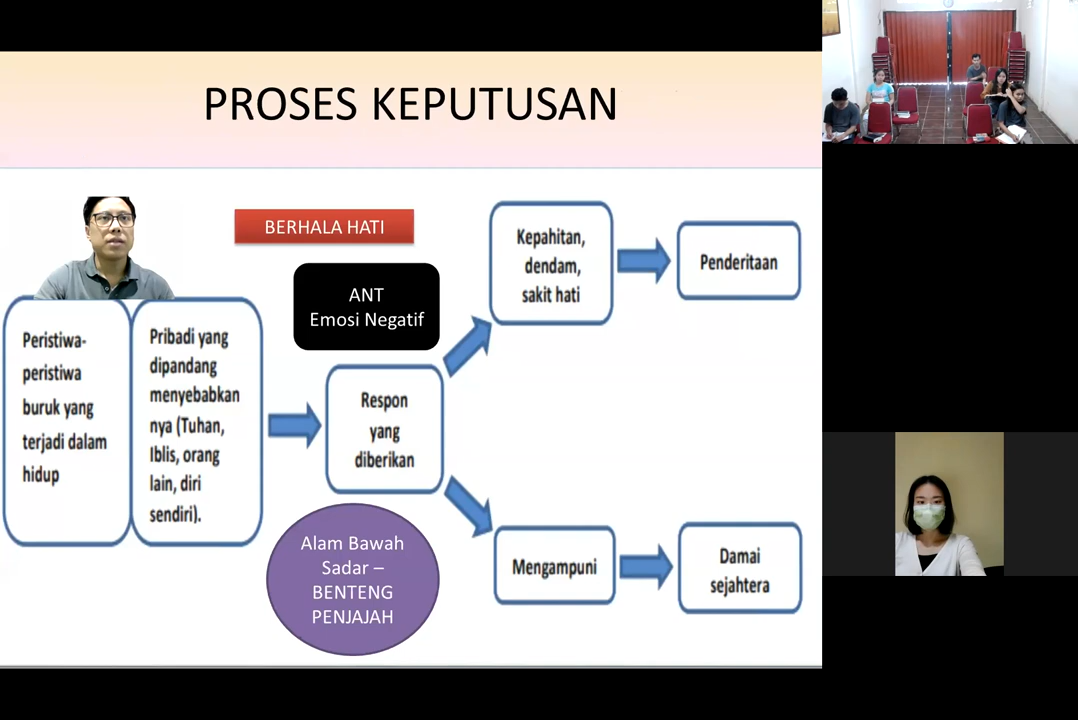 PROSES KEPUTUSAN
BERHALA HATI
ANT
Emosi Negatif
Peristiwa-
peristiwa
buruk yang
terjadi dalam
hidup
Pribadi yang
dipandang
menyebabkan
nya (Tuhan,
Iblis, orang
lain, diri
sendiri).
Respon
yang
diberikan
Kepahitan,
dendam,
sakit hati
Penderitaan
Mengampuni
Damai
sejahtera
Alam Bawah
Sadar –
BENTENG
PENJAJAH